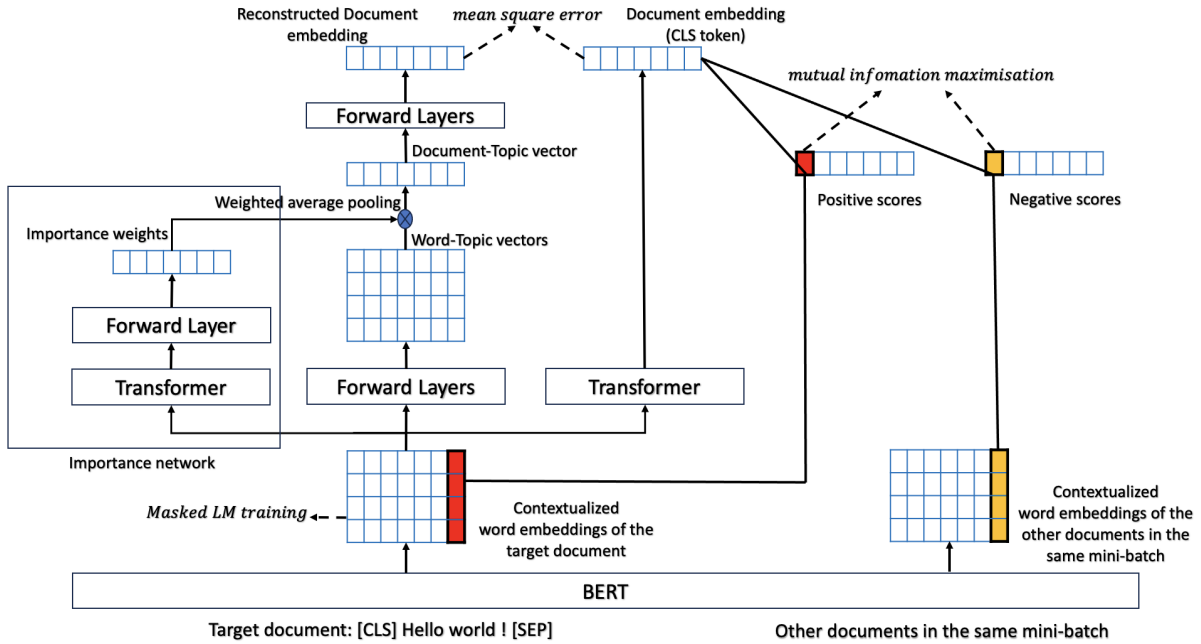 Reconstructed Document
embedding
mean square error
Document embedding
(CLS token)
mutual infomation maximisation
Forward Layers
Document-Topic vector
Weighted average pooling
Positive scores
Negative scores
Importance weights
Word-Topic vectors
Forward Layer
Transformer
Forward Layers
Transformer
Importance network
Masked LM training
Contextualized
word embeddings of the
target document
Contextualized
word embeddings of the
other documents in the
same mini-batch
BERT
Target document: [CLS] Hello world ! [SEP]
Other documents in the same mini-batch